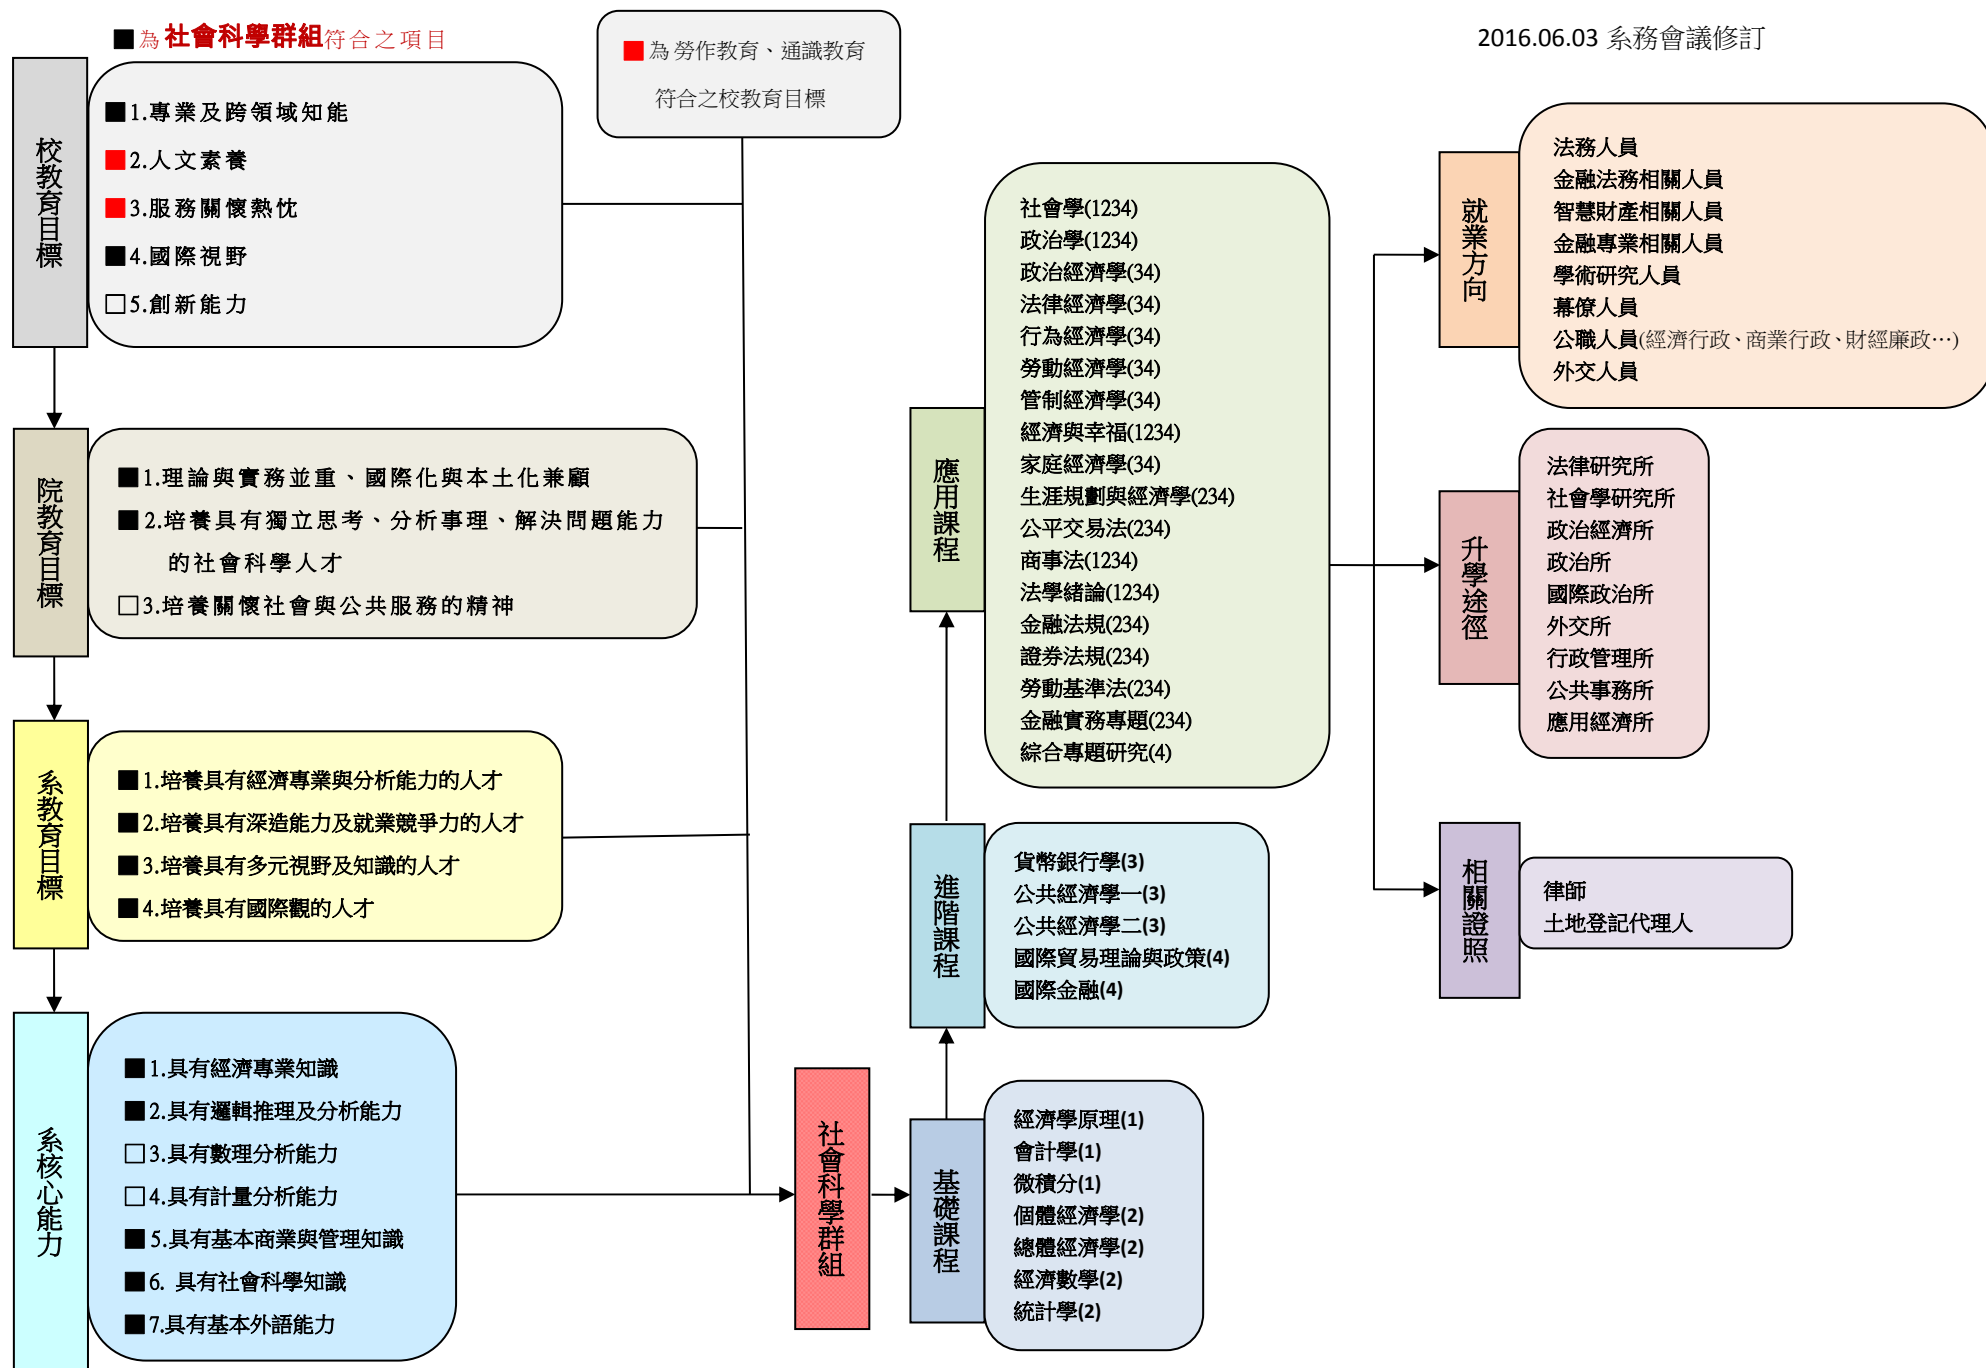 ■為 社會科學群組符合之項目
■為 勞作教育、通識教育
符合之校教育目標
2016.06.03 系務會議修訂
校教育目標
■1.專業及跨領域知能
■2.人文素養
■3.服務關懷熱忱
■4.國際視野
□5.創新能力
院教育目標
■1.理論與實務並重、國際化與本土化兼顧
■2.培養具有獨立思考、分析事理、解決問題能力
的社會科學人才
□3.培養關懷社會與公共服務的精神
系教育目標
■1.培養具有經濟專業與分析能力的人才
■2.培養具有深造能力及就業競爭力的人才
■3.培養具有多元視野及知識的人才
■4.培養具有國際觀的人才
系核心能力
■1.具有經濟專業知識
■2.具有邏輯推理及分析能力
□3.具有數理分析能力
□4.具有計量分析能力
■5.具有基本商業與管理知識
■6. 具有社會科學知識
■7.具有基本外語能力
社會科學群組
基礎課程
經濟學原理(1)
會計學(1)
微積分(1)
個體經濟學(2)
總體經濟學(2)
經濟數學(2)
統計學(2)
進階課程
貨幣銀行學(3)
公共經濟學一(3)
公共經濟學二(3)
國際貿易理論與政策(4)
國際金融(4)
應用課程
社會學(1234)
政治學(1234)
政治經濟學(34)
法律經濟學(34)
行為經濟學(34)
勞動經濟學(34)
管制經濟學(34)
經濟與幸福(1234)
家庭經濟學(34)
生涯規劃與經濟學(234)
公平交易法(234)
商事法(1234)
法學緒論(1234)
金融法規(234)
證券法規(234)
勞動基準法(234)
金融實務專題(234)
綜合專題研究(4)
就業方向
法務人員
金融法務相關人員
智慧財產相關人員
金融專業相關人員
學術研究人員
幕僚人員
公職人員(經濟行政、商業行政、財經廉政…)
外交人員
升學途徑
法律研究所
社會學研究所
政治經濟所
政治所
國際政治所
外交所
行政管理所
公共事務所
應用經濟所
相關證照
律師
土地登記代理人